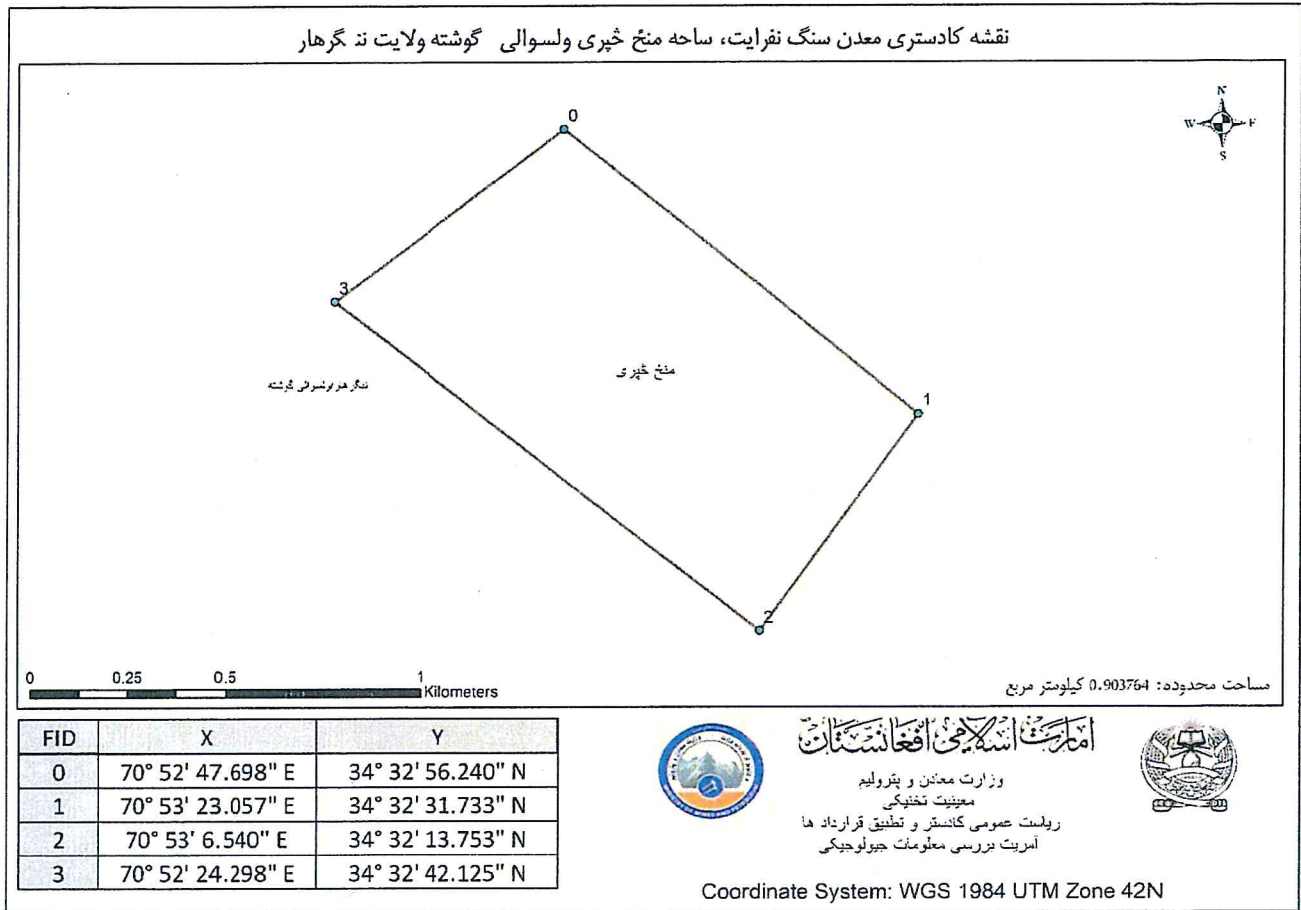 نقشه کادستری معدن سنگ نفرایت، ساحه منځ څپری ولسوالی گوشته ولایت ننگرهار
N
W E
S
0
3
منځ څپری
1
2
0 0.25 0.5 1
Kilometers
مساحت محدوده: 0.903764 کیلومتر مربع
FID X Y
0 70° 52' 47.698" E 34° 32' 56.240" N
1 70° 53' 23.057" E 34° 32' 31.733" N
2 70° 53' 6.540" E 34° 32' 13.753" N
3 70° 52' 24.298" E 34° 32' 42.125" N
امارت اسلامی افغانستان
وزارت معادن و پترولیم
معینیت تخنیکی
ریاست عمومی کادستر و تطبیق قرارداد ها
آمریت بررسی معلومات جیولوجیکی
Coordinate System: WGS 1984 UTM Zone 42N